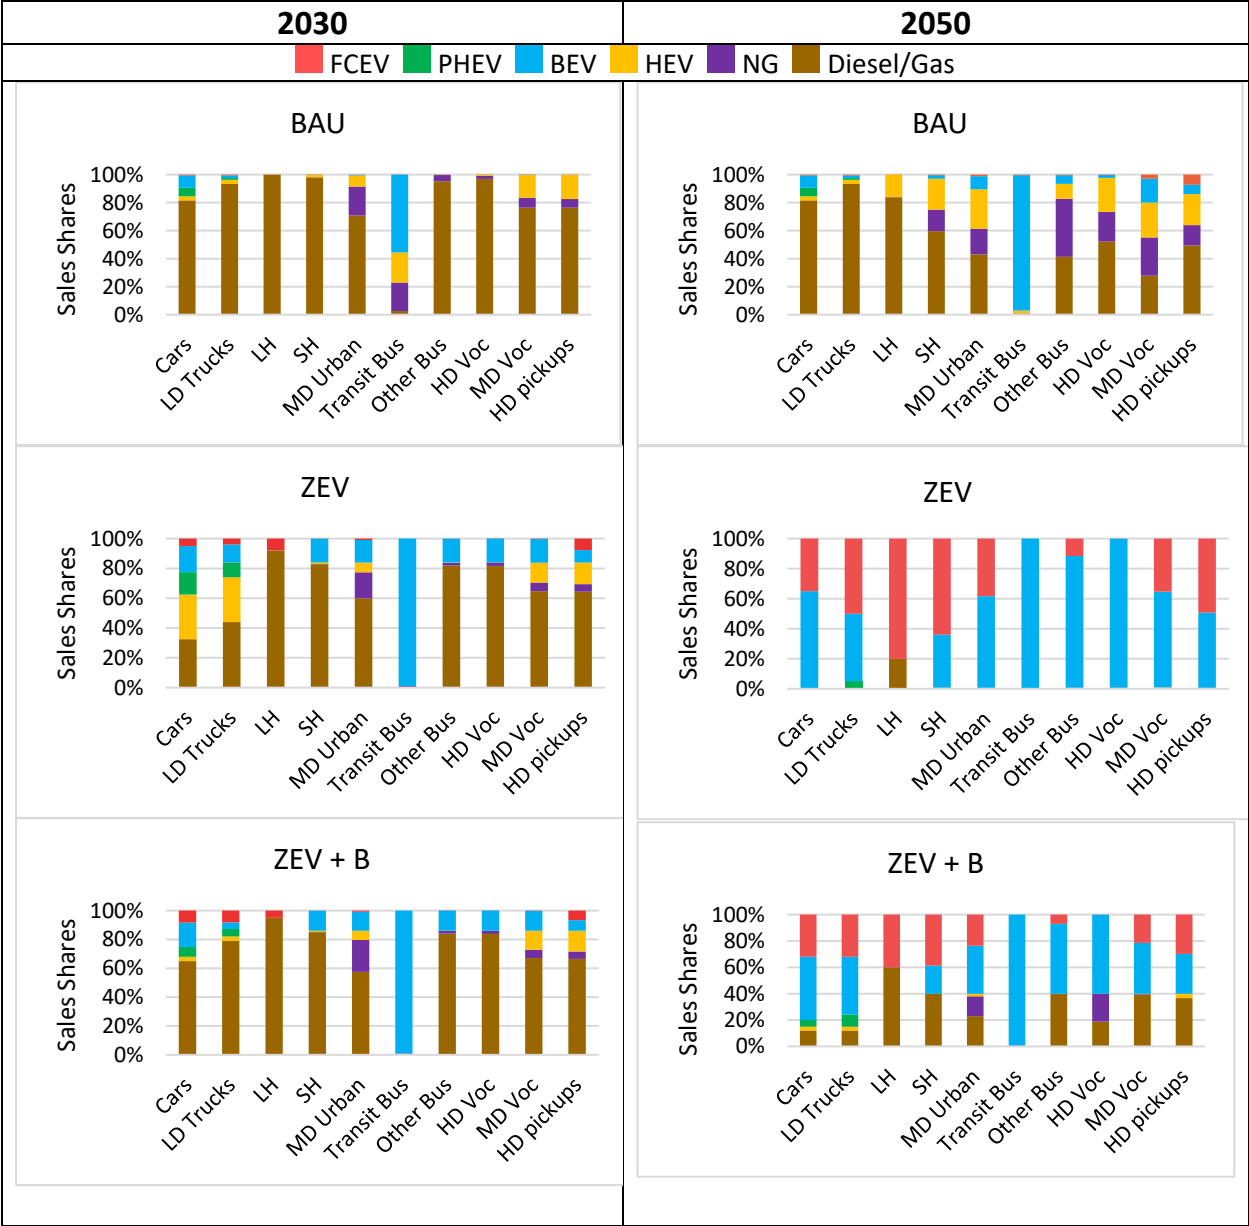 2030
2050
FCEV PHEV BEV HEV NG Diesel/Gas
BAU
Sales Shares
100%
80%
60%
40%
20%
0%
Cars
LD Trucks
LH
SH
MD Urban
Transit Bus
Other Bus
HD Voc
MD Voc
HD pickups
BAU
Sales Shares
100%
80%
60%
40%
20%
0%
Cars
LD Trucks
LH
SH
MD Urban
Transit Bus
Other Bus
HD Voc
MD Voc
HD pickups
ZEV
Sales Shares
100%
80%
60%
40%
20%
0%
Cars
LD Trucks
LH
SH
MD Urban
Transit Bus
Other Bus
HD Voc
MD Voc
HD pickups
ZEV
Sales Shares
100%
80%
60%
40%
20%
0%
Cars
LD Trucks
LH
SH
MD Urban
Transit Bus
Other Bus
HD Voc
MD Voc
HD pickups
ZEV + B
Sales Shares
100%
80%
60%
40%
20%
0%
Cars
LD Trucks
LH
SH
MD Urban
Transit Bus
Other Bus
HD Voc
MD Voc
HD pickups
ZEV + B
Sales Shares
100%
80%
60%
40%
20%
0%
Cars
LD Trucks
LH
SH
MD Urban
Transit Bus
Other Bus
HD Voc
MD Voc
HD pickups